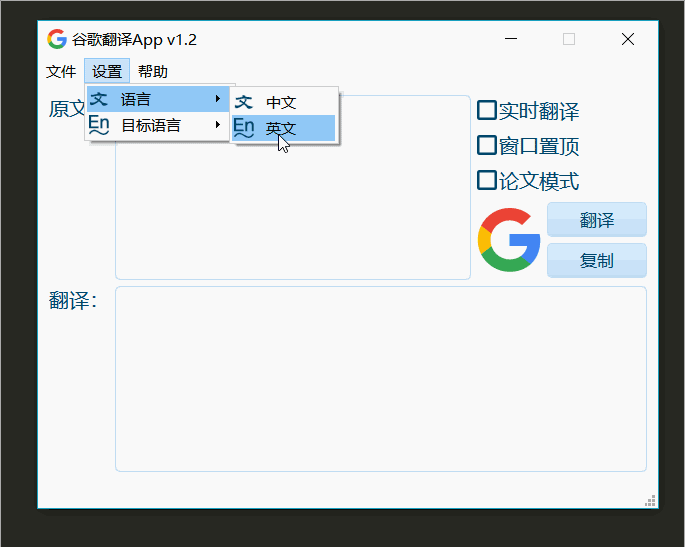 谷歌翻译App v1.2
文件 设置 帮助
文 语言
En 目标语言
文 中文
En 英文
原文
实时翻译
窗口置顶
论文模式
翻译
复制
翻译：